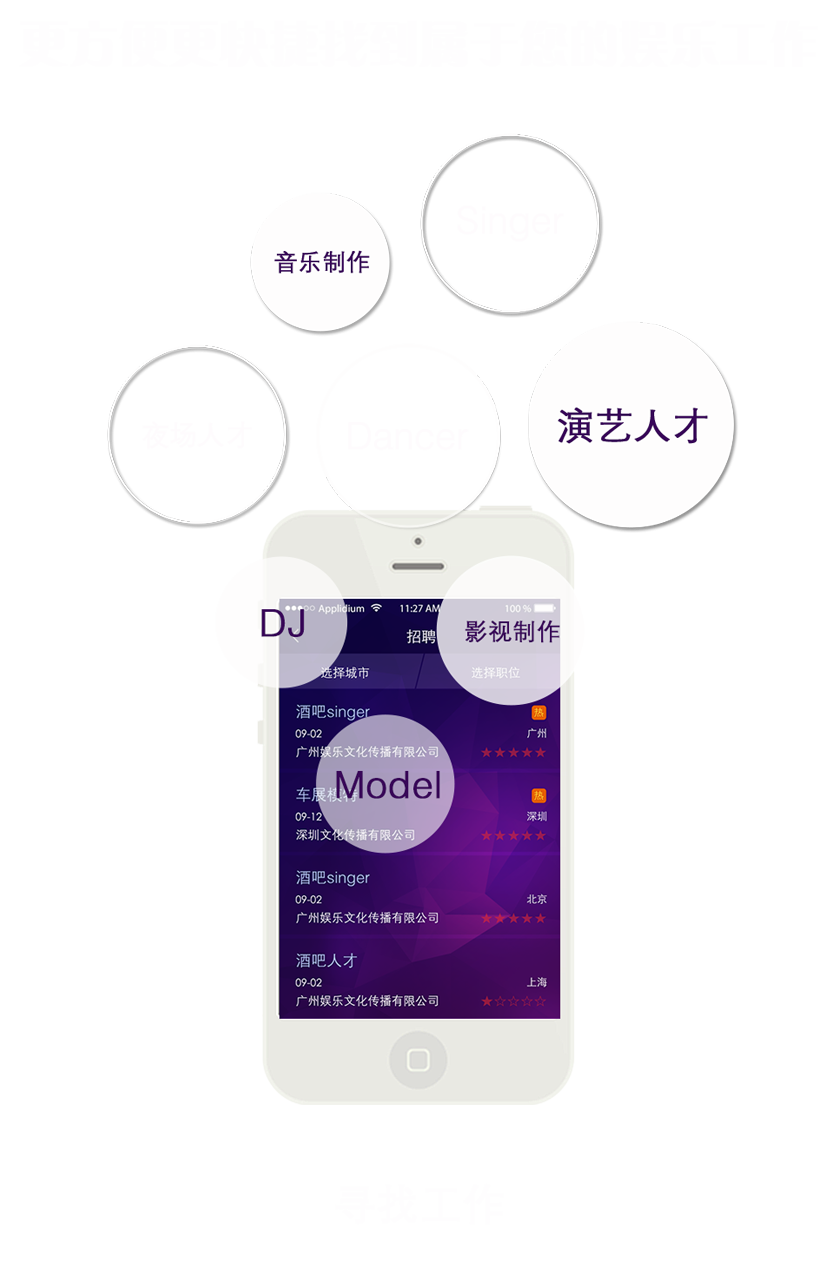 更方便更快捷找到属于您的娱乐工作
Singer
音乐制作
夜场人才
Dancer
演艺人才
DJ
影视制作
Applidium 11:27 AM 100 %
招聘
选择城市 选择职位
酒吧singer 热
09-02 广州
广州娱乐文化传播有限公司 ★★★★★
Model
车展模特 热
09-12 深圳
深圳文化传播有限公司 ★★★★★
酒吧singer
09-02 北京
广州娱乐文化传播有限公司 ★★★★★
酒吧人才
09-02 上海
广州娱乐文化传播有限公司 ★☆☆☆☆
寻找工作